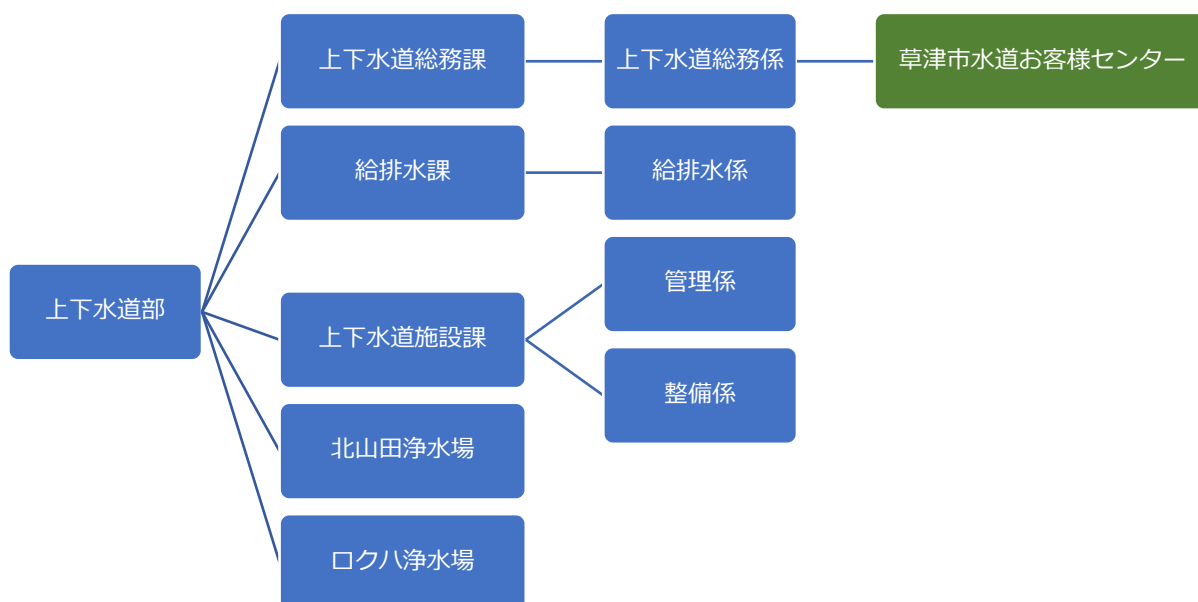 上下水道部
上下水道総務課
上下水道総務係
草津市水道お客様センター
給排水課
給排水係
上下水道施設課
管理係
整備係
北山田浄水場
ロクハ浄水場